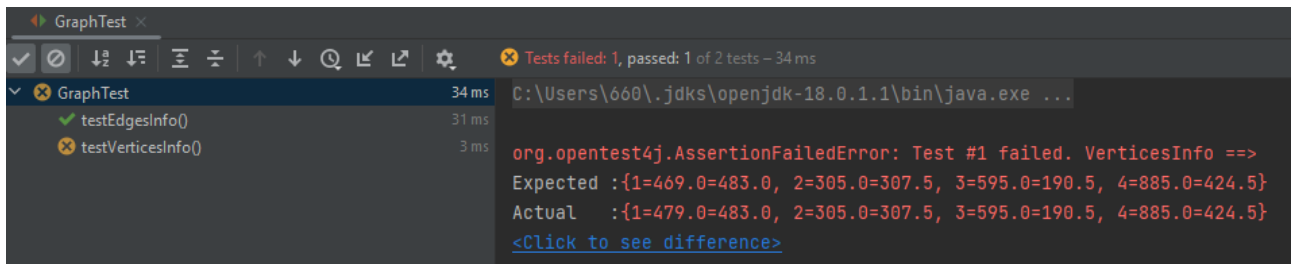 GraphTest
Tests failed: 1, passed: 1 of 2 tests – 34 ms
GraphTest 34 ms
testEdgesInfo() 31 ms
testVerticesInfo() 3 ms
C:\Users\660\.jdks\openjdk-18.0.1.1\bin\java.exe ...
org.opentest4j.AssertionFailedError: Test #1 failed. VerticesInfo ==>
Expected :{1=469.0=483.0, 2=305.0=307.5, 3=595.0=190.5, 4=885.0=424.5}
Actual   :{1=479.0=483.0, 2=305.0=307.5, 3=595.0=190.5, 4=885.0=424.5}
<Click to see difference>